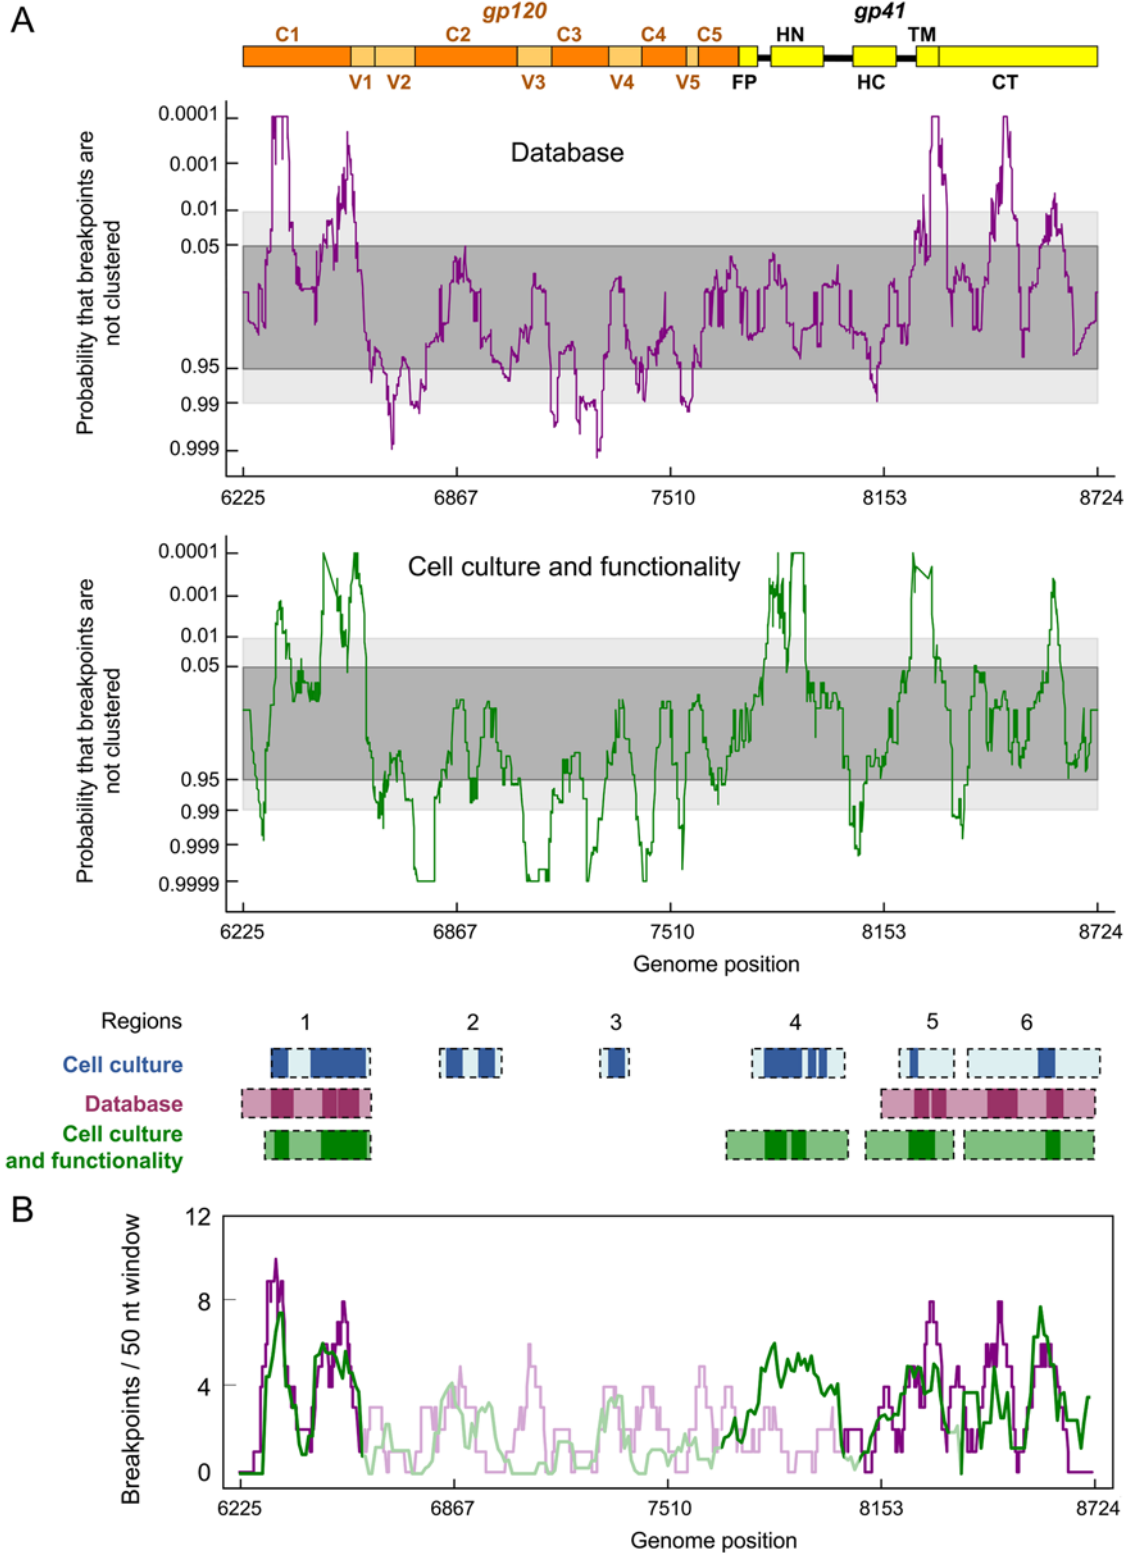 A
gp120
gp41
C1
C2
C3
C4
C5
HN
TM
V1
V2
V3
V4
V5
FP
HC
CT
Database
Probability that breakpoints are
not clustered
0.0001
0.001
0.01
0.05
0.95
0.99
0.999
6225
6867
7510
8153
8724
Cell culture and functionality
Probability that breakpoints are
not clustered
0.0001
0.001
0.01
0.05
0.95
0.99
0.999
0.9999
6225
6867
7510
8153
8724
Genome position
Regions
1
2
3
4
5
6
Cell culture
Database
Cell culture
and functionality
B
Breakpoints / 50 nt window
12
8
4
0
6225
6867
7510
8153
8724
Genome position